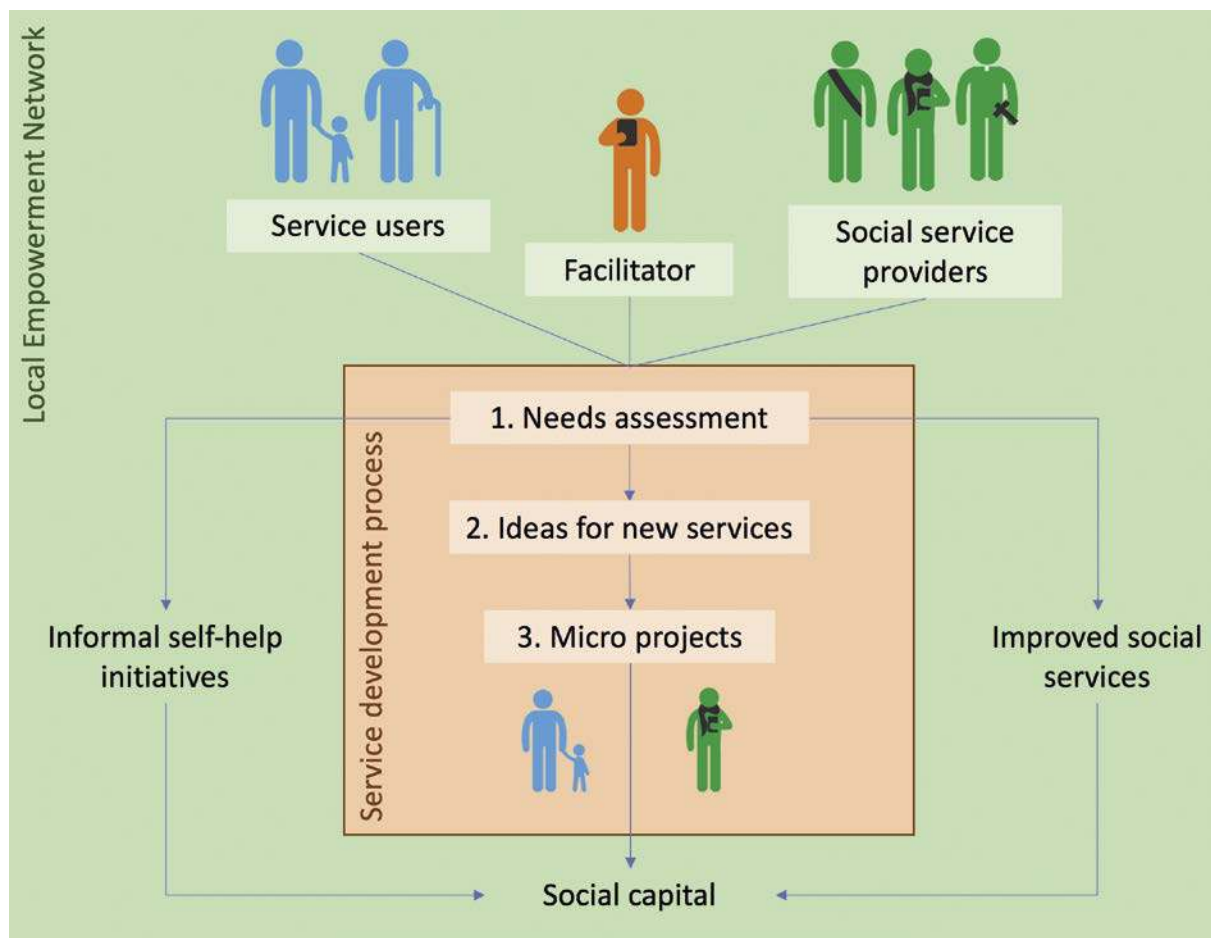 Local Empowerment Network
Service users
Facilitator
Social service
providers
Service development process
1. Needs assessment
2. Ideas for new services
3. Micro projects
Informal self-help
initiatives
Improved social
services
Social capital